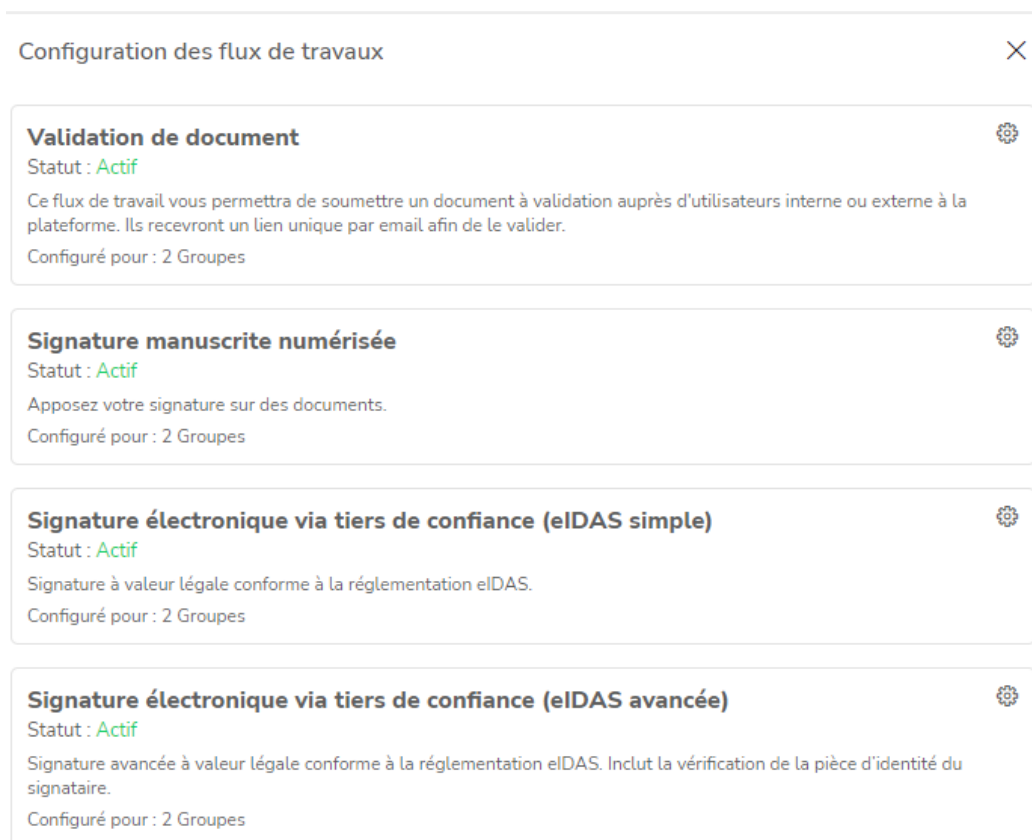 Configuration des flux de travaux
Validation de document
Statut : Actif
Ce flux de travail vous permettra de soumettre un document à validation auprès d'utilisateurs interne ou externe à la
plateforme. Ils recevront un lien unique par email afin de le valider.
Configuré pour : 2 Groupes
Signature manuscrite numérisée
Statut : Actif
Apposez votre signature sur des documents.
Configuré pour : 2 Groupes
Signature électronique via tiers de confiance (eIDAS simple)
Statut : Actif
Signature à valeur légale conforme à la réglementation eIDAS.
Configuré pour : 2 Groupes
Signature électronique via tiers de confiance (eIDAS avancée)
Statut : Actif
Signature avancée à valeur légale conforme à la réglementation eIDAS. Inclut la vérification de la pièce d'identité du
signataire.
Configuré pour : 2 Groupes